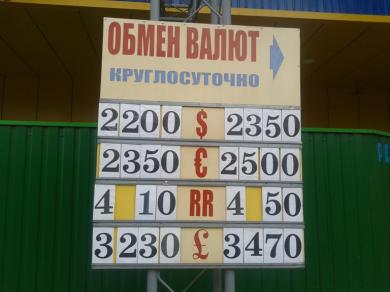 ОБМЕН ВАЛЮТ
КРУГЛОСУТОЧНО
2200 $ 2350
2350 € 2500
4 10 RR 4 50
3230 £ 3470